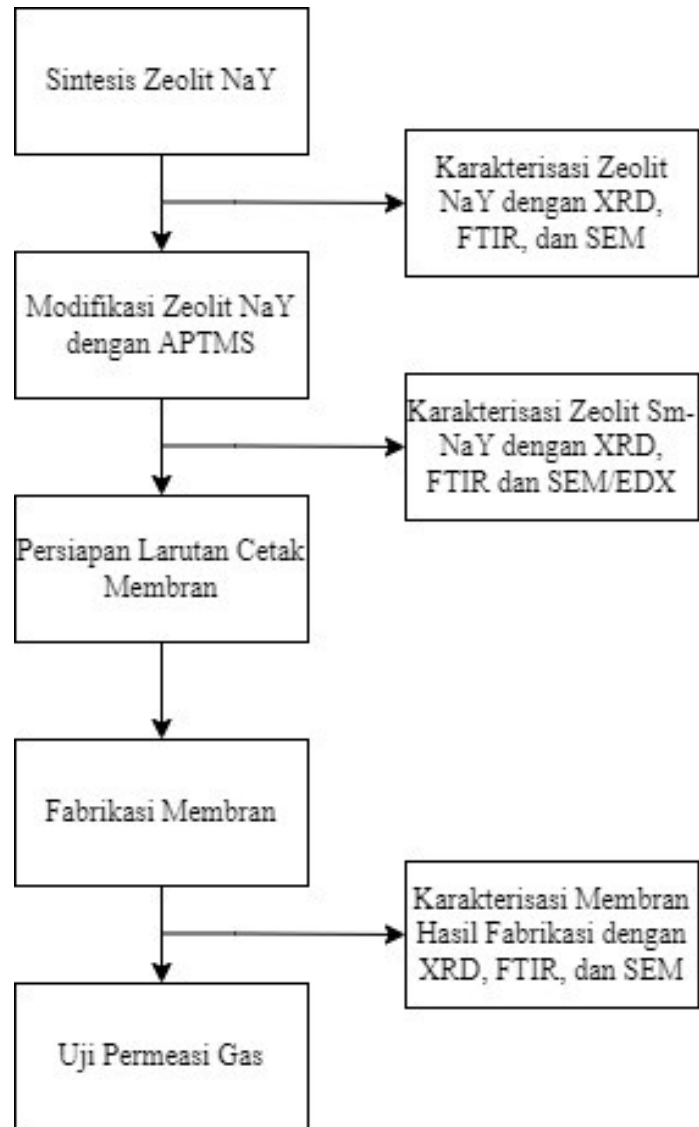 Sintesis Zeolit NaY
Karakterisasi Zeolit
NaY dengan XRD,
FTIR, dan SEM
Modifikasi Zeolit NaY
dengan APTMS
Karakterisasi Zeolit Sm-
NaY dengan XRD,
FTIR dan SEM/EDX
Persiapan Larutan Cetak
Membran
Fabrikasi Membran
Karakterisasi Membran
Hasil Fabrikasi dengan
XRD, FTIR, dan SEM
Uji Permeasi Gas